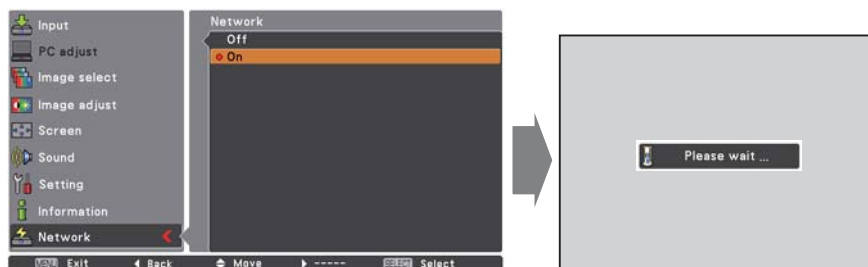 Input
PC adjust
Image select
Image adjust
Screen
Sound
Setting
Information
Network
Network
Off
On
MENU Exit Back Move ----- SELECT Select
Please wait ...